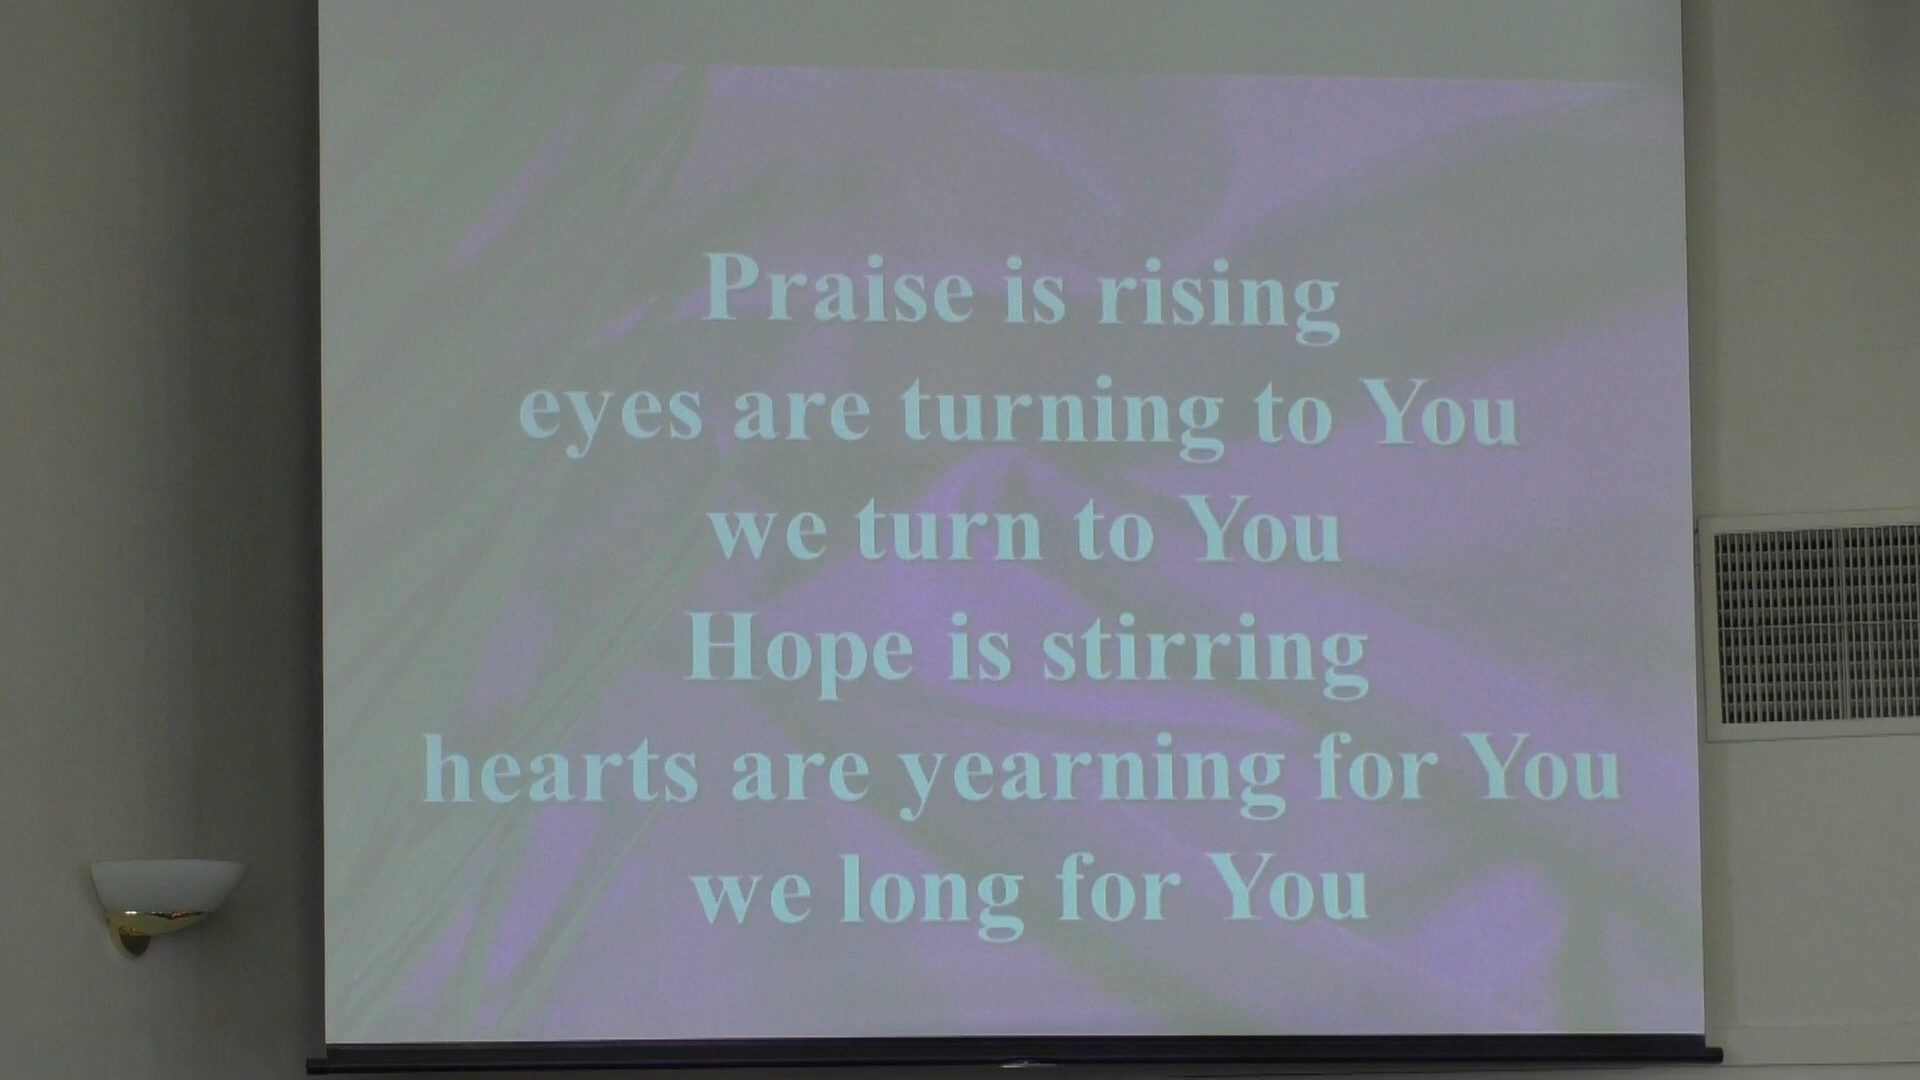 Praise is rising
eyes are turning to You
we turn to You
Hope is stirring
hearts are yearning for You
we long for You